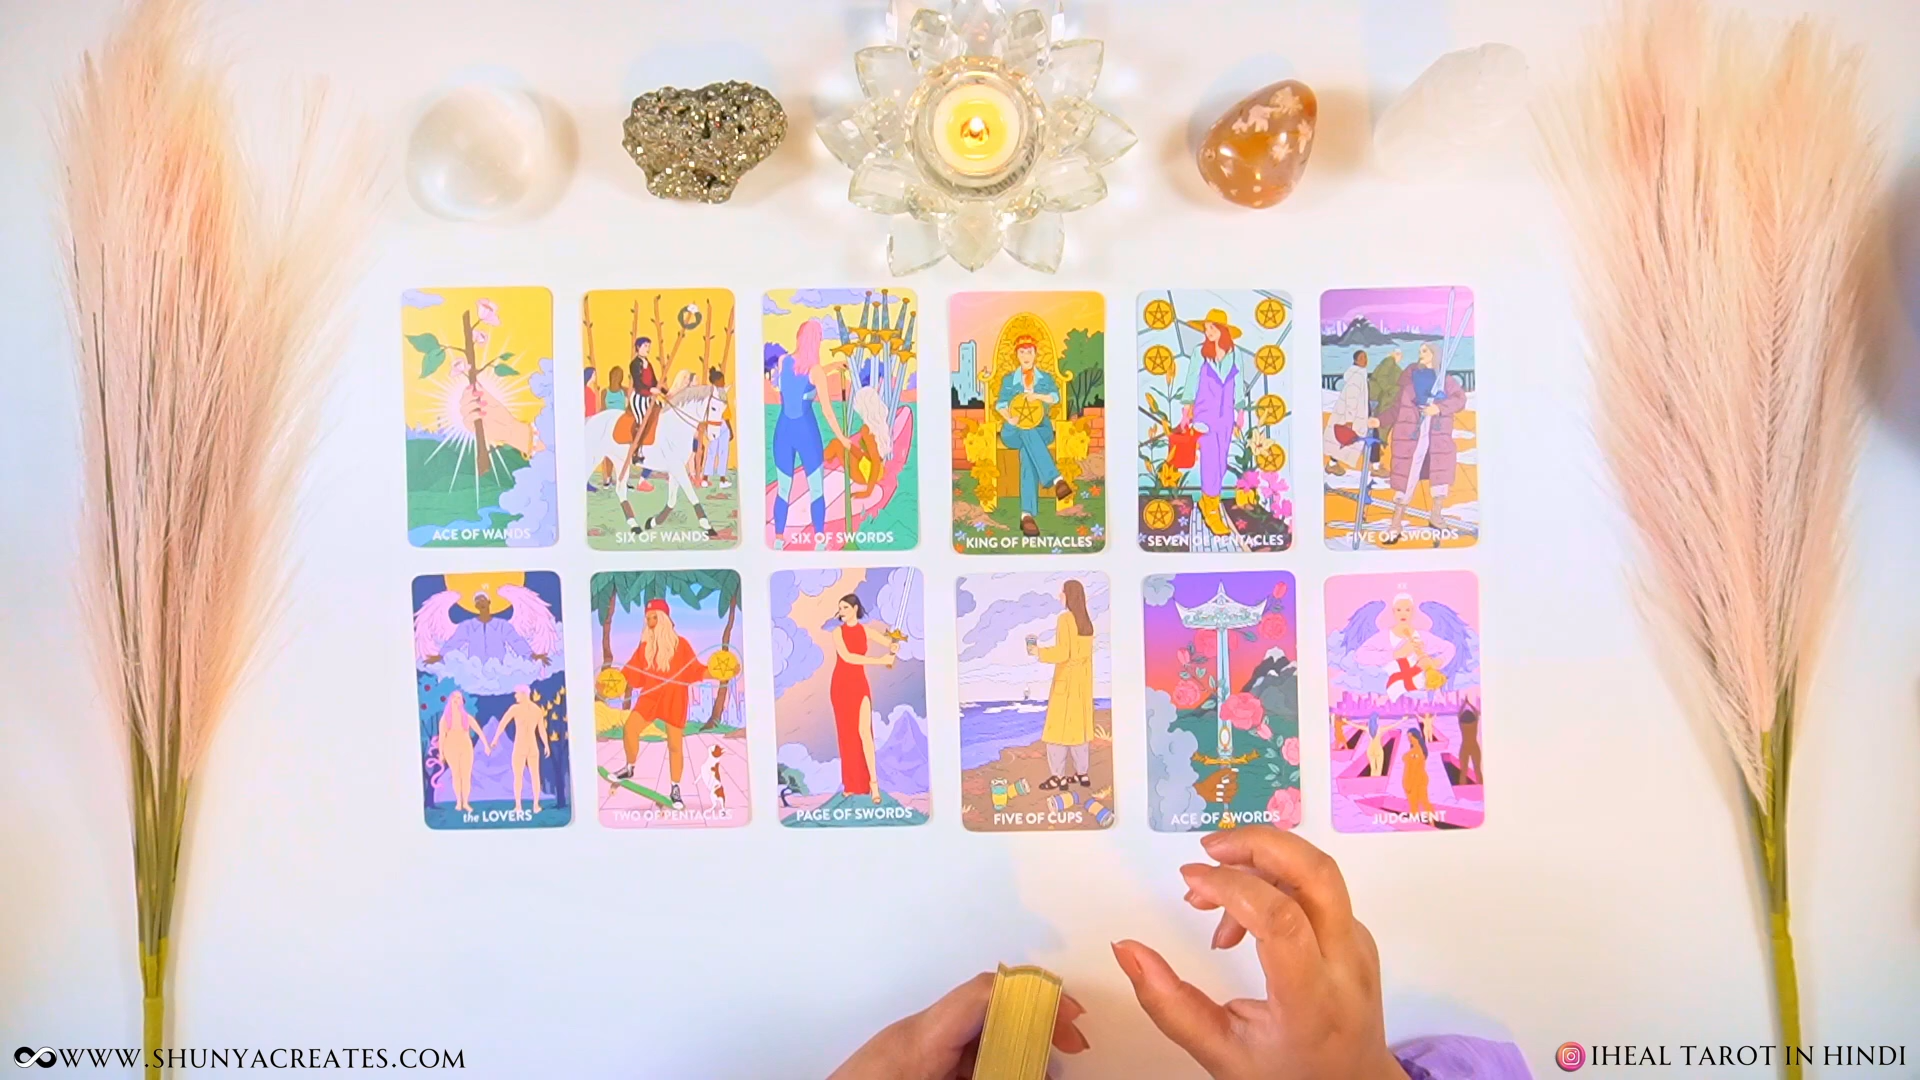 ACE OF WANDS
SIX OF WANDS
SIX OF SWORDS
KING OF PENTACLES
SEVEN OF PENTACLES
FIVE OF SWORDS
the LOVERS
TWO OF PENTACLES
PAGE OF SWORDS
FIVE OF CUPS
ACE OF SWORDS
JUDGMENT
WWW.SHUNYACREATES.COM
IHEAL TAROT IN HINDI